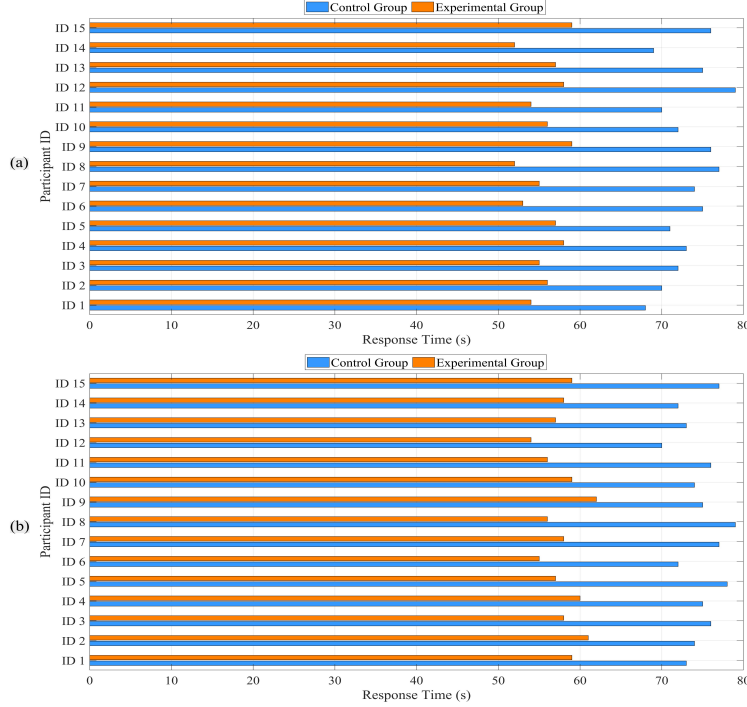 Control Group Experimental Group
ID 15
ID 14
ID 13
ID 12
ID 11
ID 10
ID 9
ID 8
ID 7
ID 6
ID 5
ID 4
ID 3
ID 2
ID 1
Participant ID
(a)
0 10 20 30 40 50 60 70 80
Response Time (s)
Control Group Experimental Group
ID 15
ID 14
ID 13
ID 12
ID 11
ID 10
ID 9
ID 8
ID 7
ID 6
ID 5
ID 4
ID 3
ID 2
ID 1
Participant ID
(b)
0 10 20 30 40 50 60 70 80
Response Time (s)